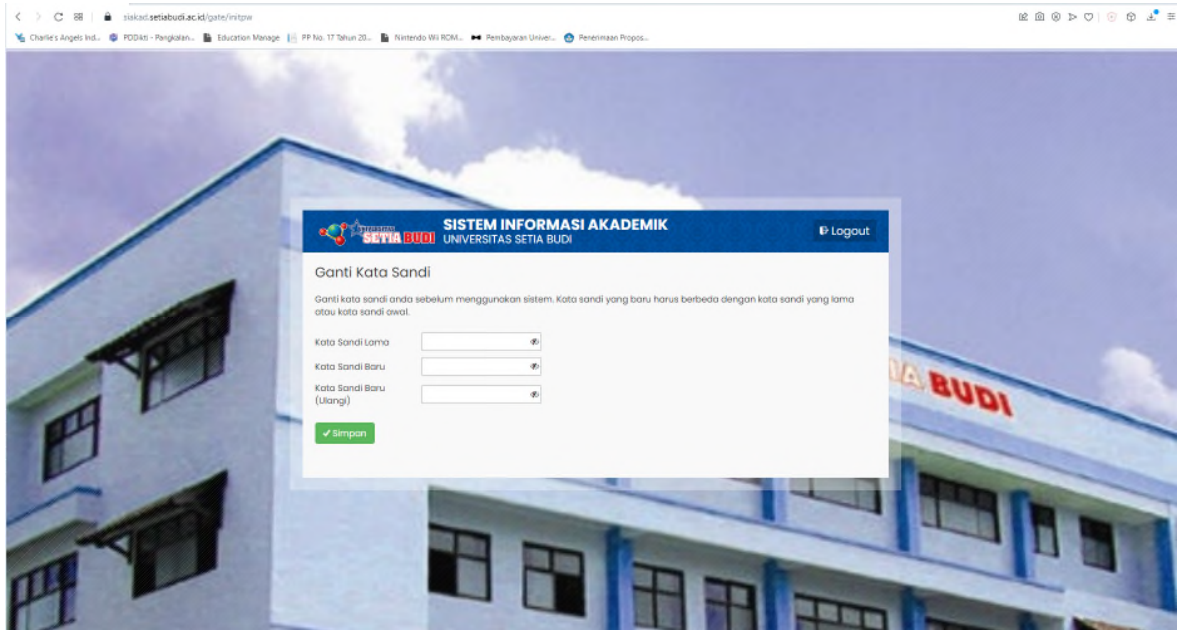 siakad.setiabudi.ac.id/gate/initpw
Charlie's Angels Ind... PDDikti - Pangkalan... Education Manage PP No. 17 Tahun 20... Nintendo Wii ROM... Pembayaran Univer... Penerimaan Propos...
SETIA BUDI
SISTEM INFORMASI AKADEMIK
UNIVERSITAS SETIA BUDI
Logout
Ganti Kata Sandi
Ganti kata sandi anda sebelum menggunakan sistem. Kata sandi yang baru harus berbeda dengan kata sandi yang lama
atau kata sandi awal.
Kata Sandi Lama
Kata Sandi Baru
Kata Sandi Baru
(Ulangi)
Simpan
IA BUDI